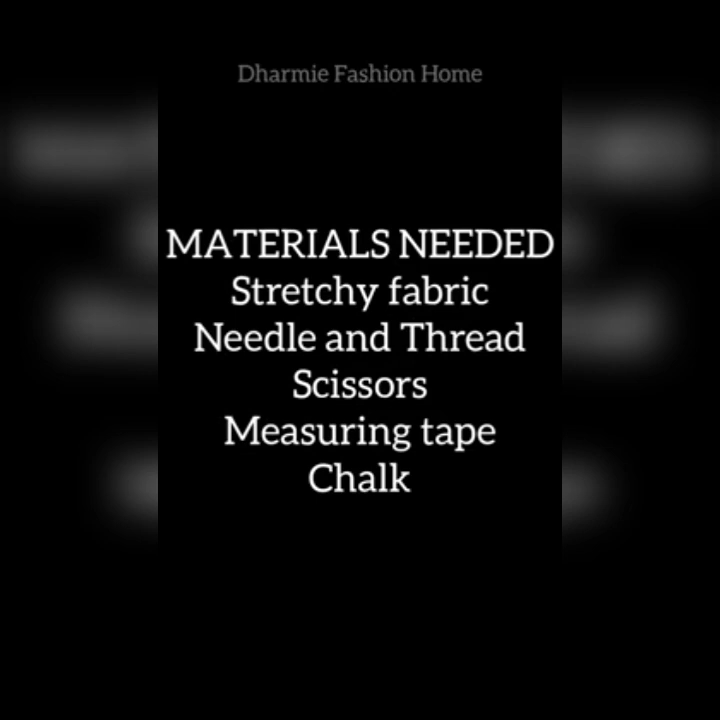 Dharmie Fashion Home
MATERIALS NEEDED
Stretchy fabric
Needle and Thread
Scissors
Measuring tape
Chalk